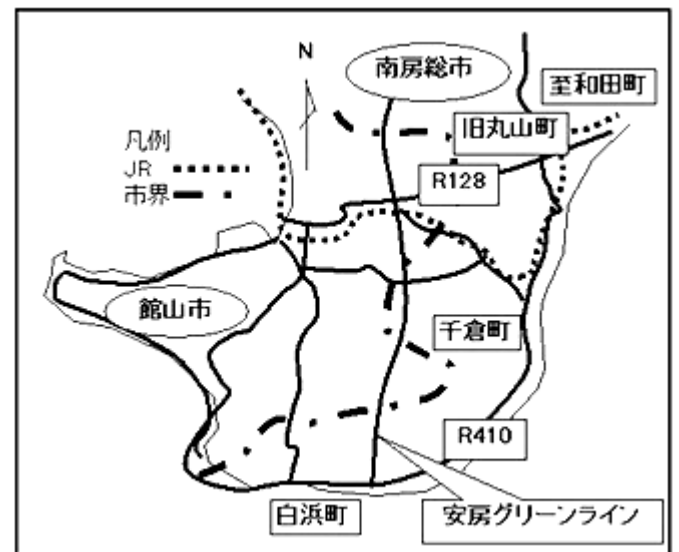 N
南房総市
至和田町
凡例
旧丸山町
JR
R128
市界
館山市
千倉町
R410
白浜町
安房グリーンライン